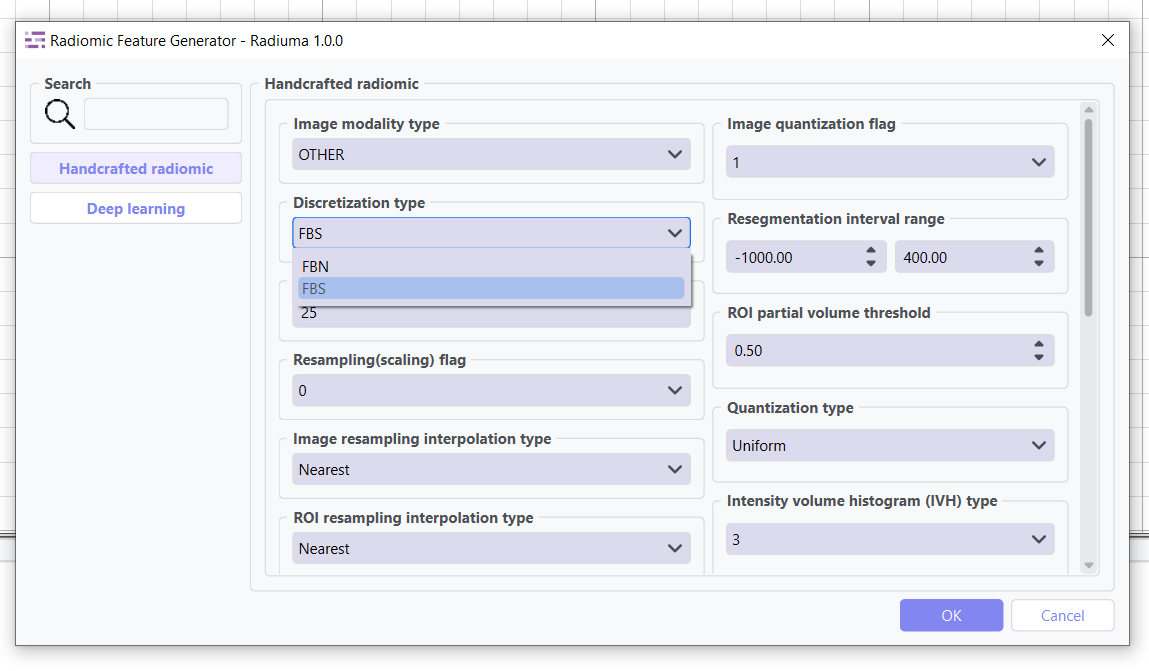 Radiomic Feature Generator - Radiuma 1.0.0
Search
Handcrafted radiomic
Deep learning
Handcrafted radiomic
Image modality type
OTHER
Discretization type
FBS
FBN
FBS
25
Resampling(scaling) flag
0
Image resampling interpolation type
Nearest
ROI resampling interpolation type
Nearest
Image quantization flag
1
Resegmentation interval range
-1000.00
400.00
ROI partial volume threshold
0.50
Quantization type
Uniform
Intensity volume histogram (IVH) type
3
OK
Cancel